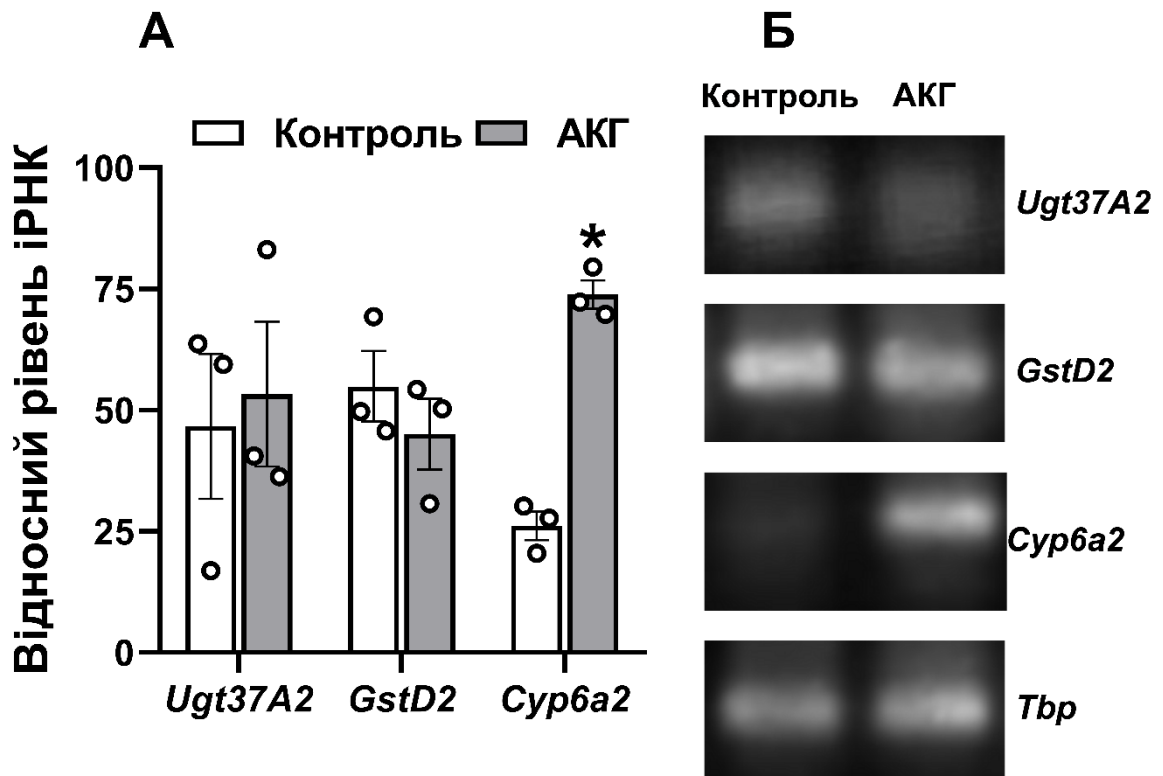 А
Контроль АКГ
Відносний рівень іРНК
100
75
50
25
0
*
Ugt37A2 GstD2 Cyp6a2
Б
Контроль АКГ
Ugt37A2
GstD2
Cyp6a2
Tbp